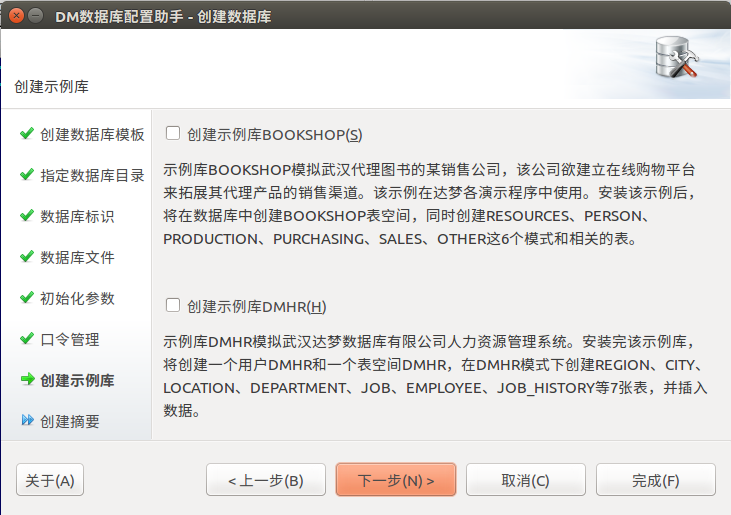 DM数据库配置助手 - 创建数据库
创建示例库
创建数据库模板
指定数据库目录
数据库标识
数据库文件
初始化参数
口令管理
创建示例库
创建摘要
创建示例库BOOKSHOP(S)
示例库BOOKSHOP模拟武汉代理图书的某销售公司，该公司欲建立在线购物平台
来拓展其代理产品的销售渠道。该示例在达梦各演示程序中使用。安装该示例后，
将在数据库中创建BOOKSHOP表空间，同时创建RESOURCES、PERSON、
PRODUCTION、PURCHASING、SALES、OTHER这6个模式和相关的表。
创建示例库DMHR(H)
示例库DMHR模拟武汉达梦数据库有限公司人力资源管理系统。安装完该示例库，
将创建一个用户DMHR和一个表空间DMHR，在DMHR模式下创建REGION、CITY、
LOCATION、DEPARTMENT、JOB、EMPLOYEE、JOB_HISTORY等7张表，并插入
数据。
关于(A)
< 上一步(B)
下一步(N) >
取消(C)
完成(F)